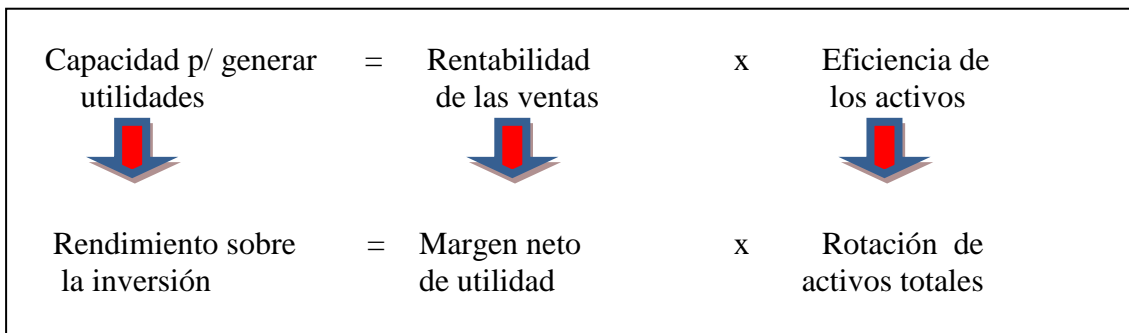 Capacidad p/ generar = Rentabilidad x Eficiencia de
utilidades de las ventas los activos
Rendimiento sobre = Margen neto x Rotación de
la inversión de utilidad activos totales